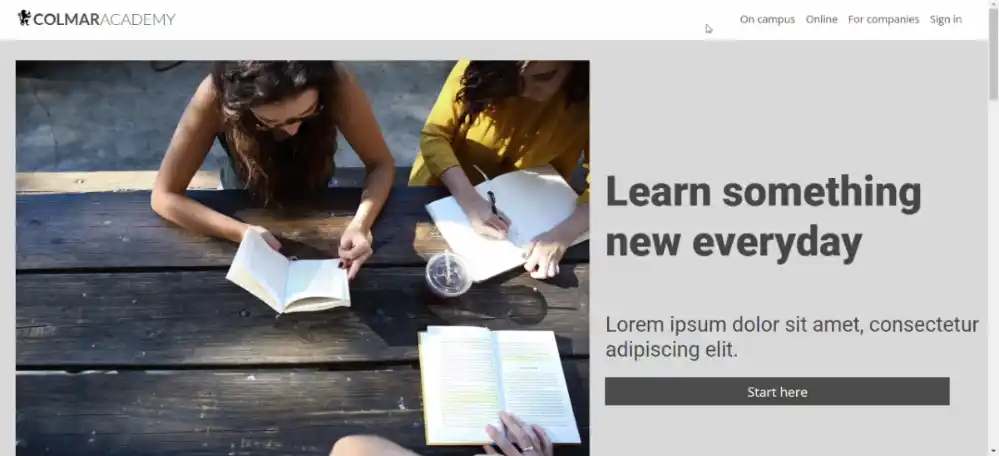 COLMARACADEMY
On campus Online For companies Sign in
Learn something
new everyday
Lorem ipsum dolor sit amet, consectetur
adipiscing elit.
Start here